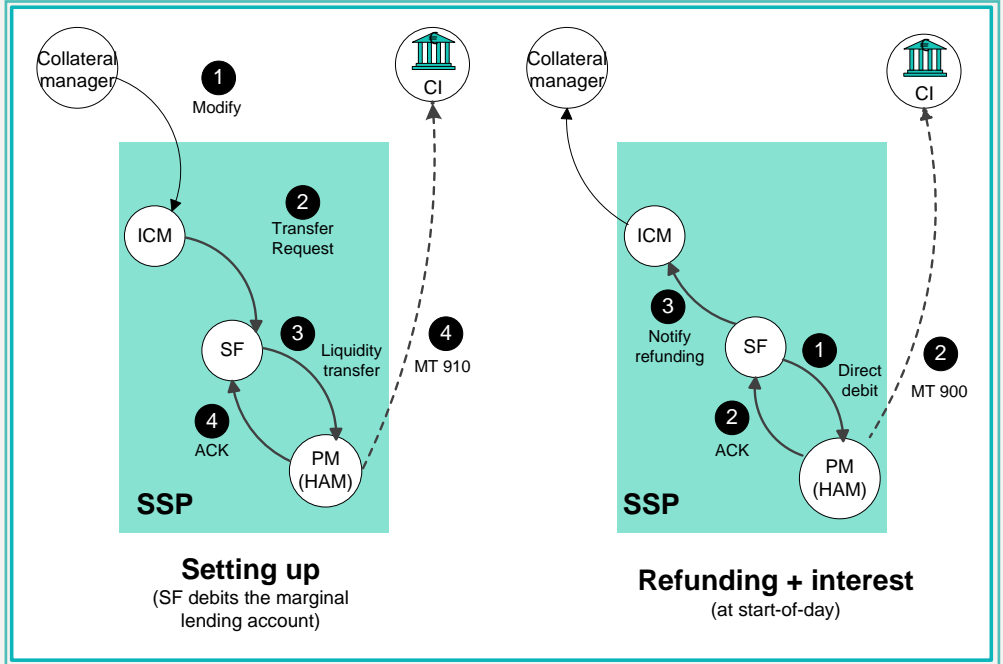 Collateral
manager
1
Modify
€
CI
ICM
2
Transfer
Request
SF
3
Liquidity
transfer
4
MT 910
4
ACK
PM
(HAM)
SSP
Setting up
(SF debits the marginal
lending account)
Collateral
manager
€
CI
ICM
3
Notify
refunding
SF
1
Direct
debit
2
MT 900
2
ACK
PM
(HAM)
SSP
Refunding + interest
(at start-of-day)